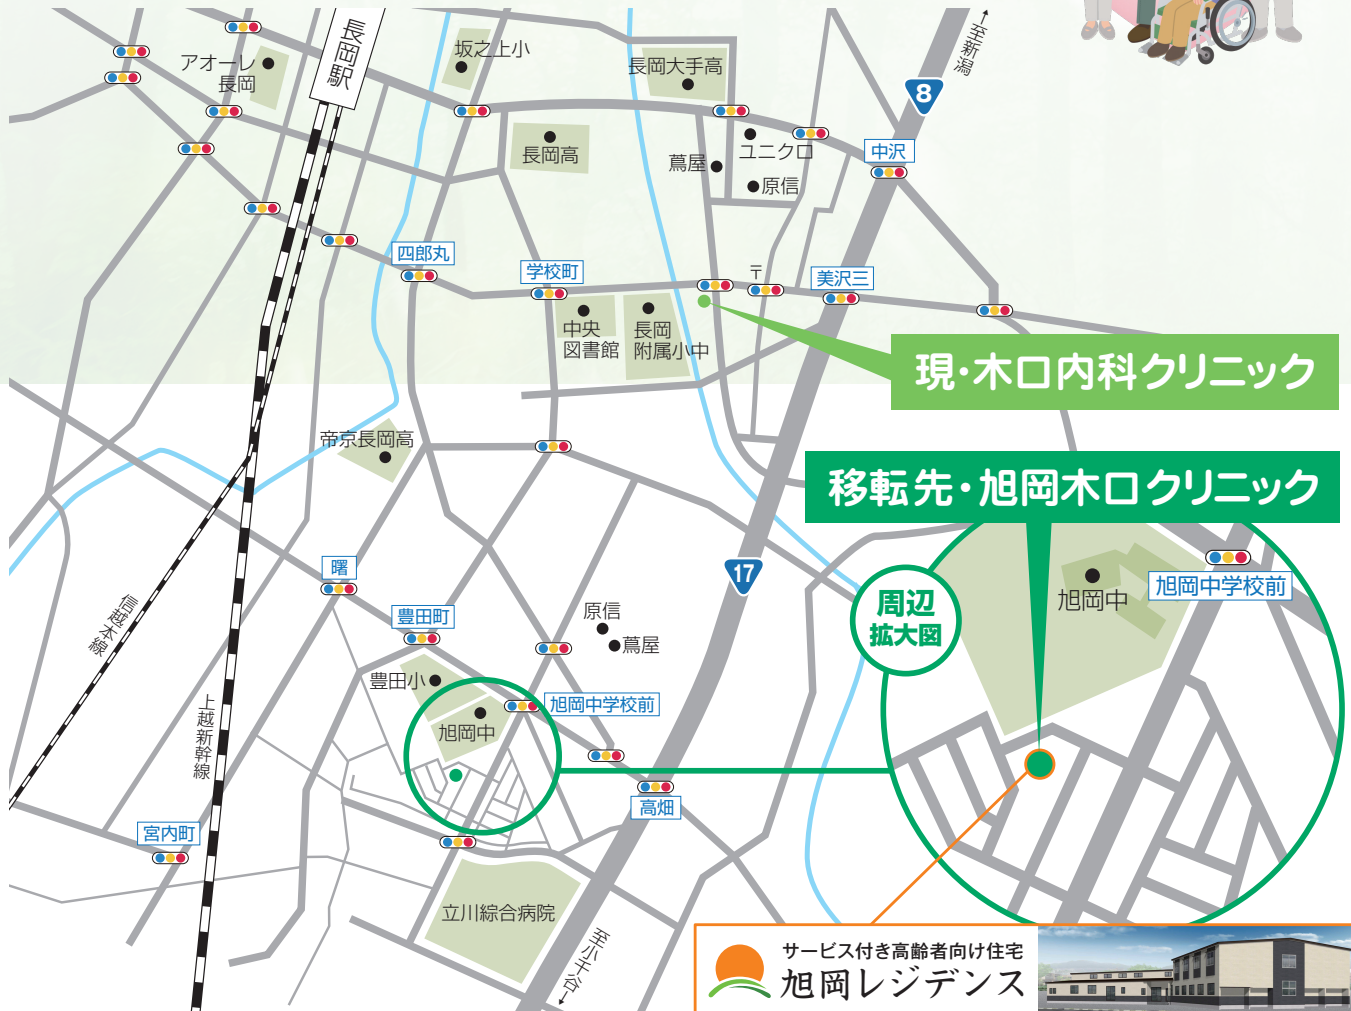 長岡駅
アオーレ
長岡
坂之上小
長岡大手高
至新潟
8
長岡高
ユニクロ
蔦屋
原信
中沢
四郎丸
学校町
〒
美沢三
中央
図書館
長岡
附属小中
現・木口内科クリニック
帝京長岡高
移転先・旭岡木口クリニック
17
曙
豊田町
原信
蔦屋
信越本線
上越新幹線
豊田小
旭岡中
旭岡中学校前
高畑
宮内町
立川綜合病院
至小千谷
周辺
拡大図
旭岡中
旭岡中学校前
サービス付き高齢者向け住宅
旭岡レジデンス